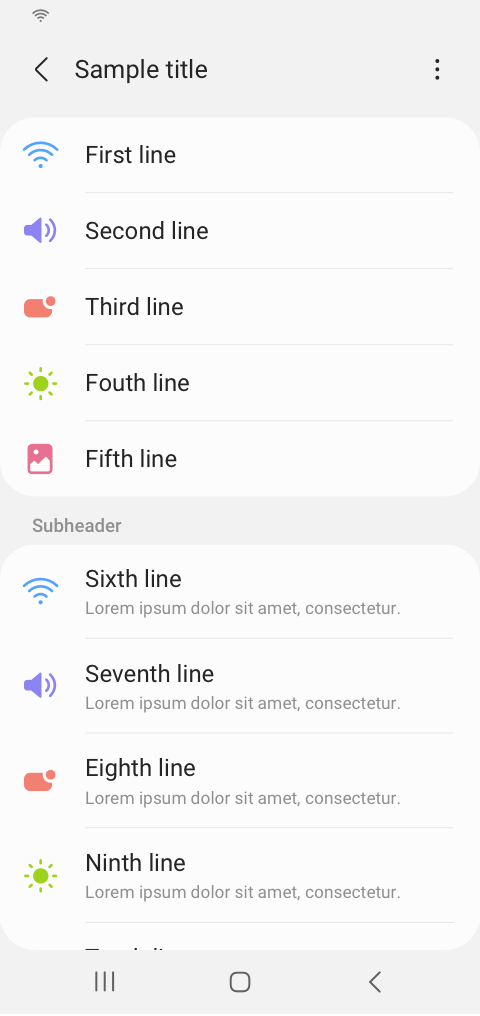 Sample title
First line
Second line
Third line
Fouth line
Fifth line
Subheader
Sixth line
Lorem ipsum dolor sit amet, consectetur.
Seventh line
Lorem ipsum dolor sit amet, consectetur.
Eighth line
Lorem ipsum dolor sit amet, consectetur.
Ninth line
Lorem ipsum dolor sit amet, consectetur.